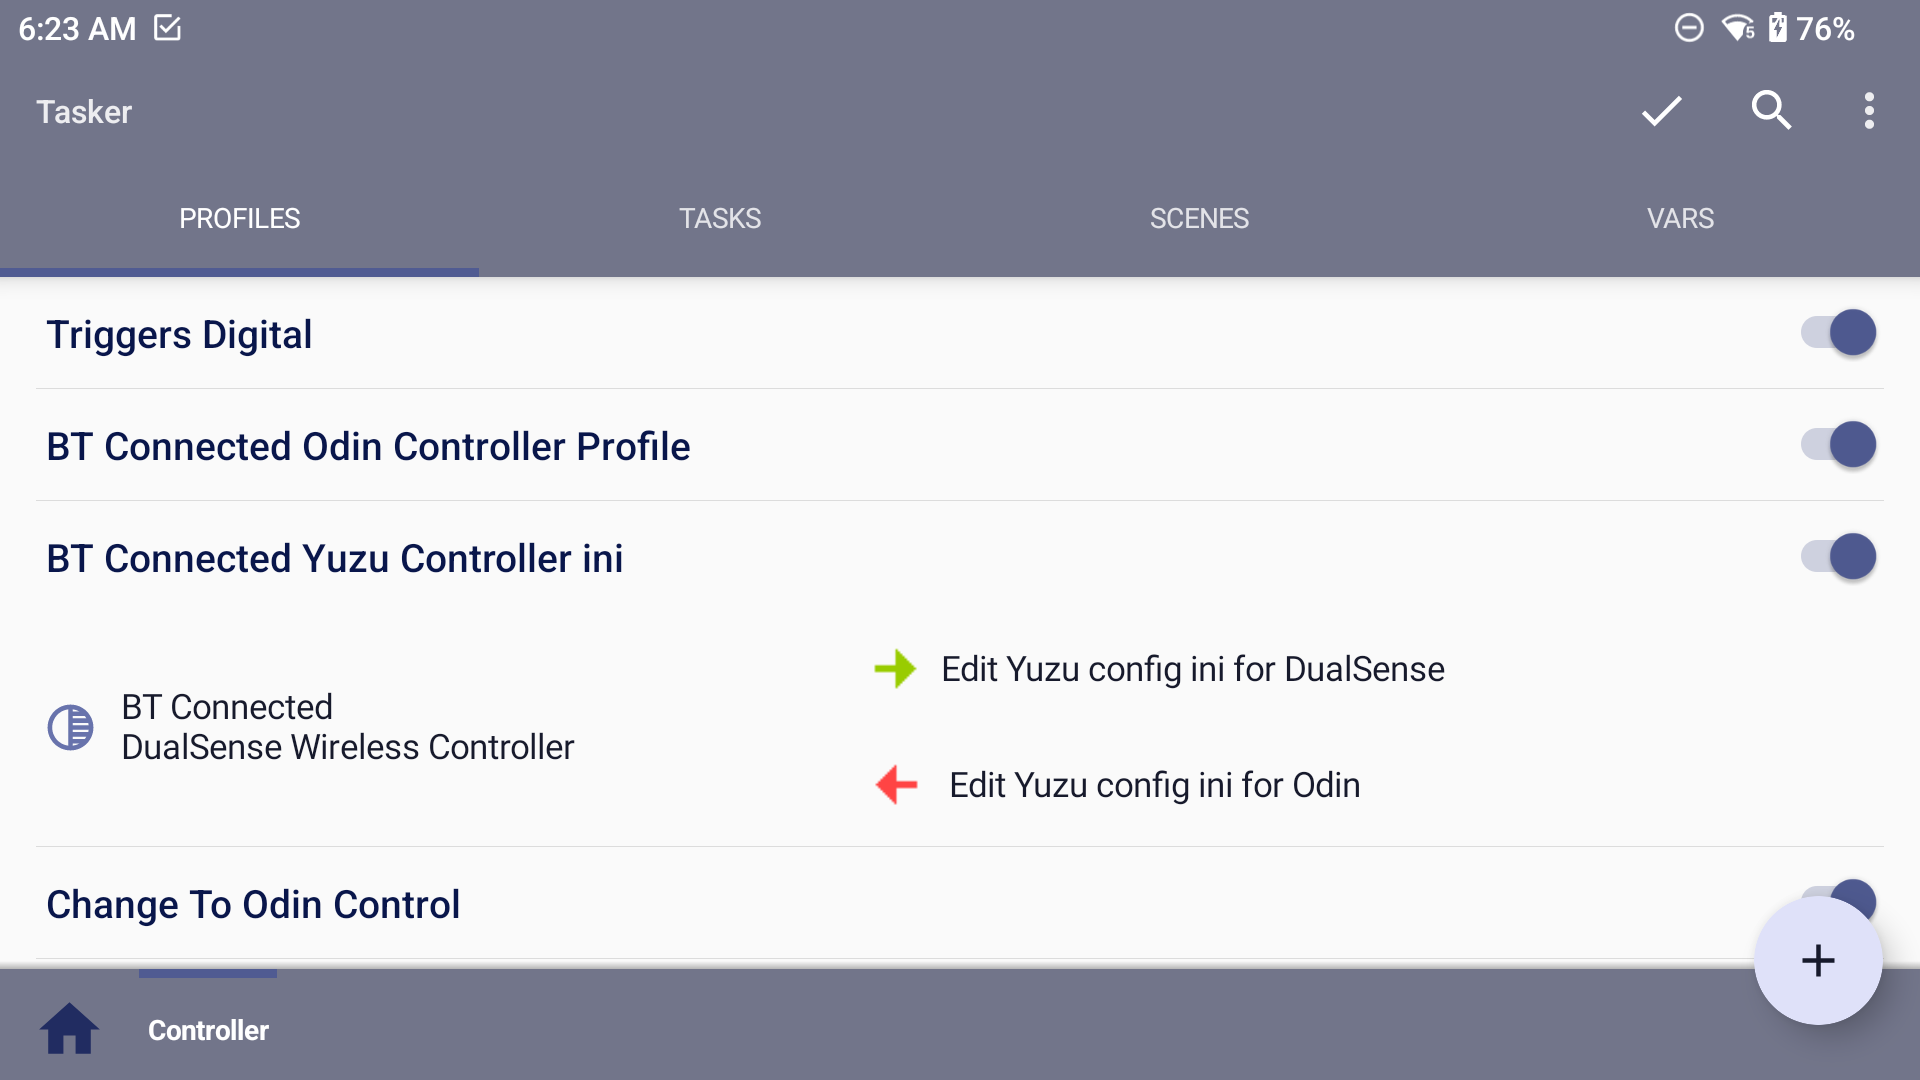 6:23 AM
5
76%
Tasker
PROFILES
TASKS
SCENES
VARS
Triggers Digital
BT Connected Odin Controller Profile
BT Connected Yuzu Controller ini
BT Connected
DualSense Wireless Controller
Edit Yuzu config ini for DualSense
Edit Yuzu config ini for Odin
Change To Odin Control
Controller